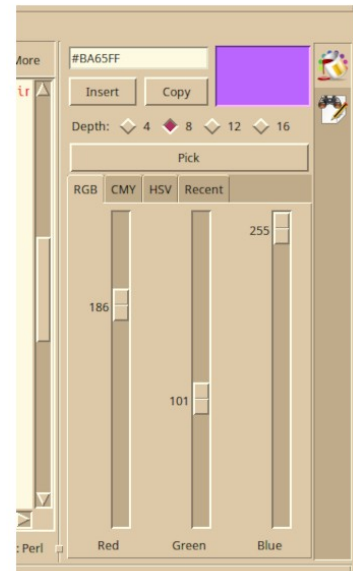 More
#BA65FF
ir
Insert Copy
Depth: 4 8 12 16
Pick
RGB CMY HSV Recent
255
186
101
Red Green Blue
: Perl